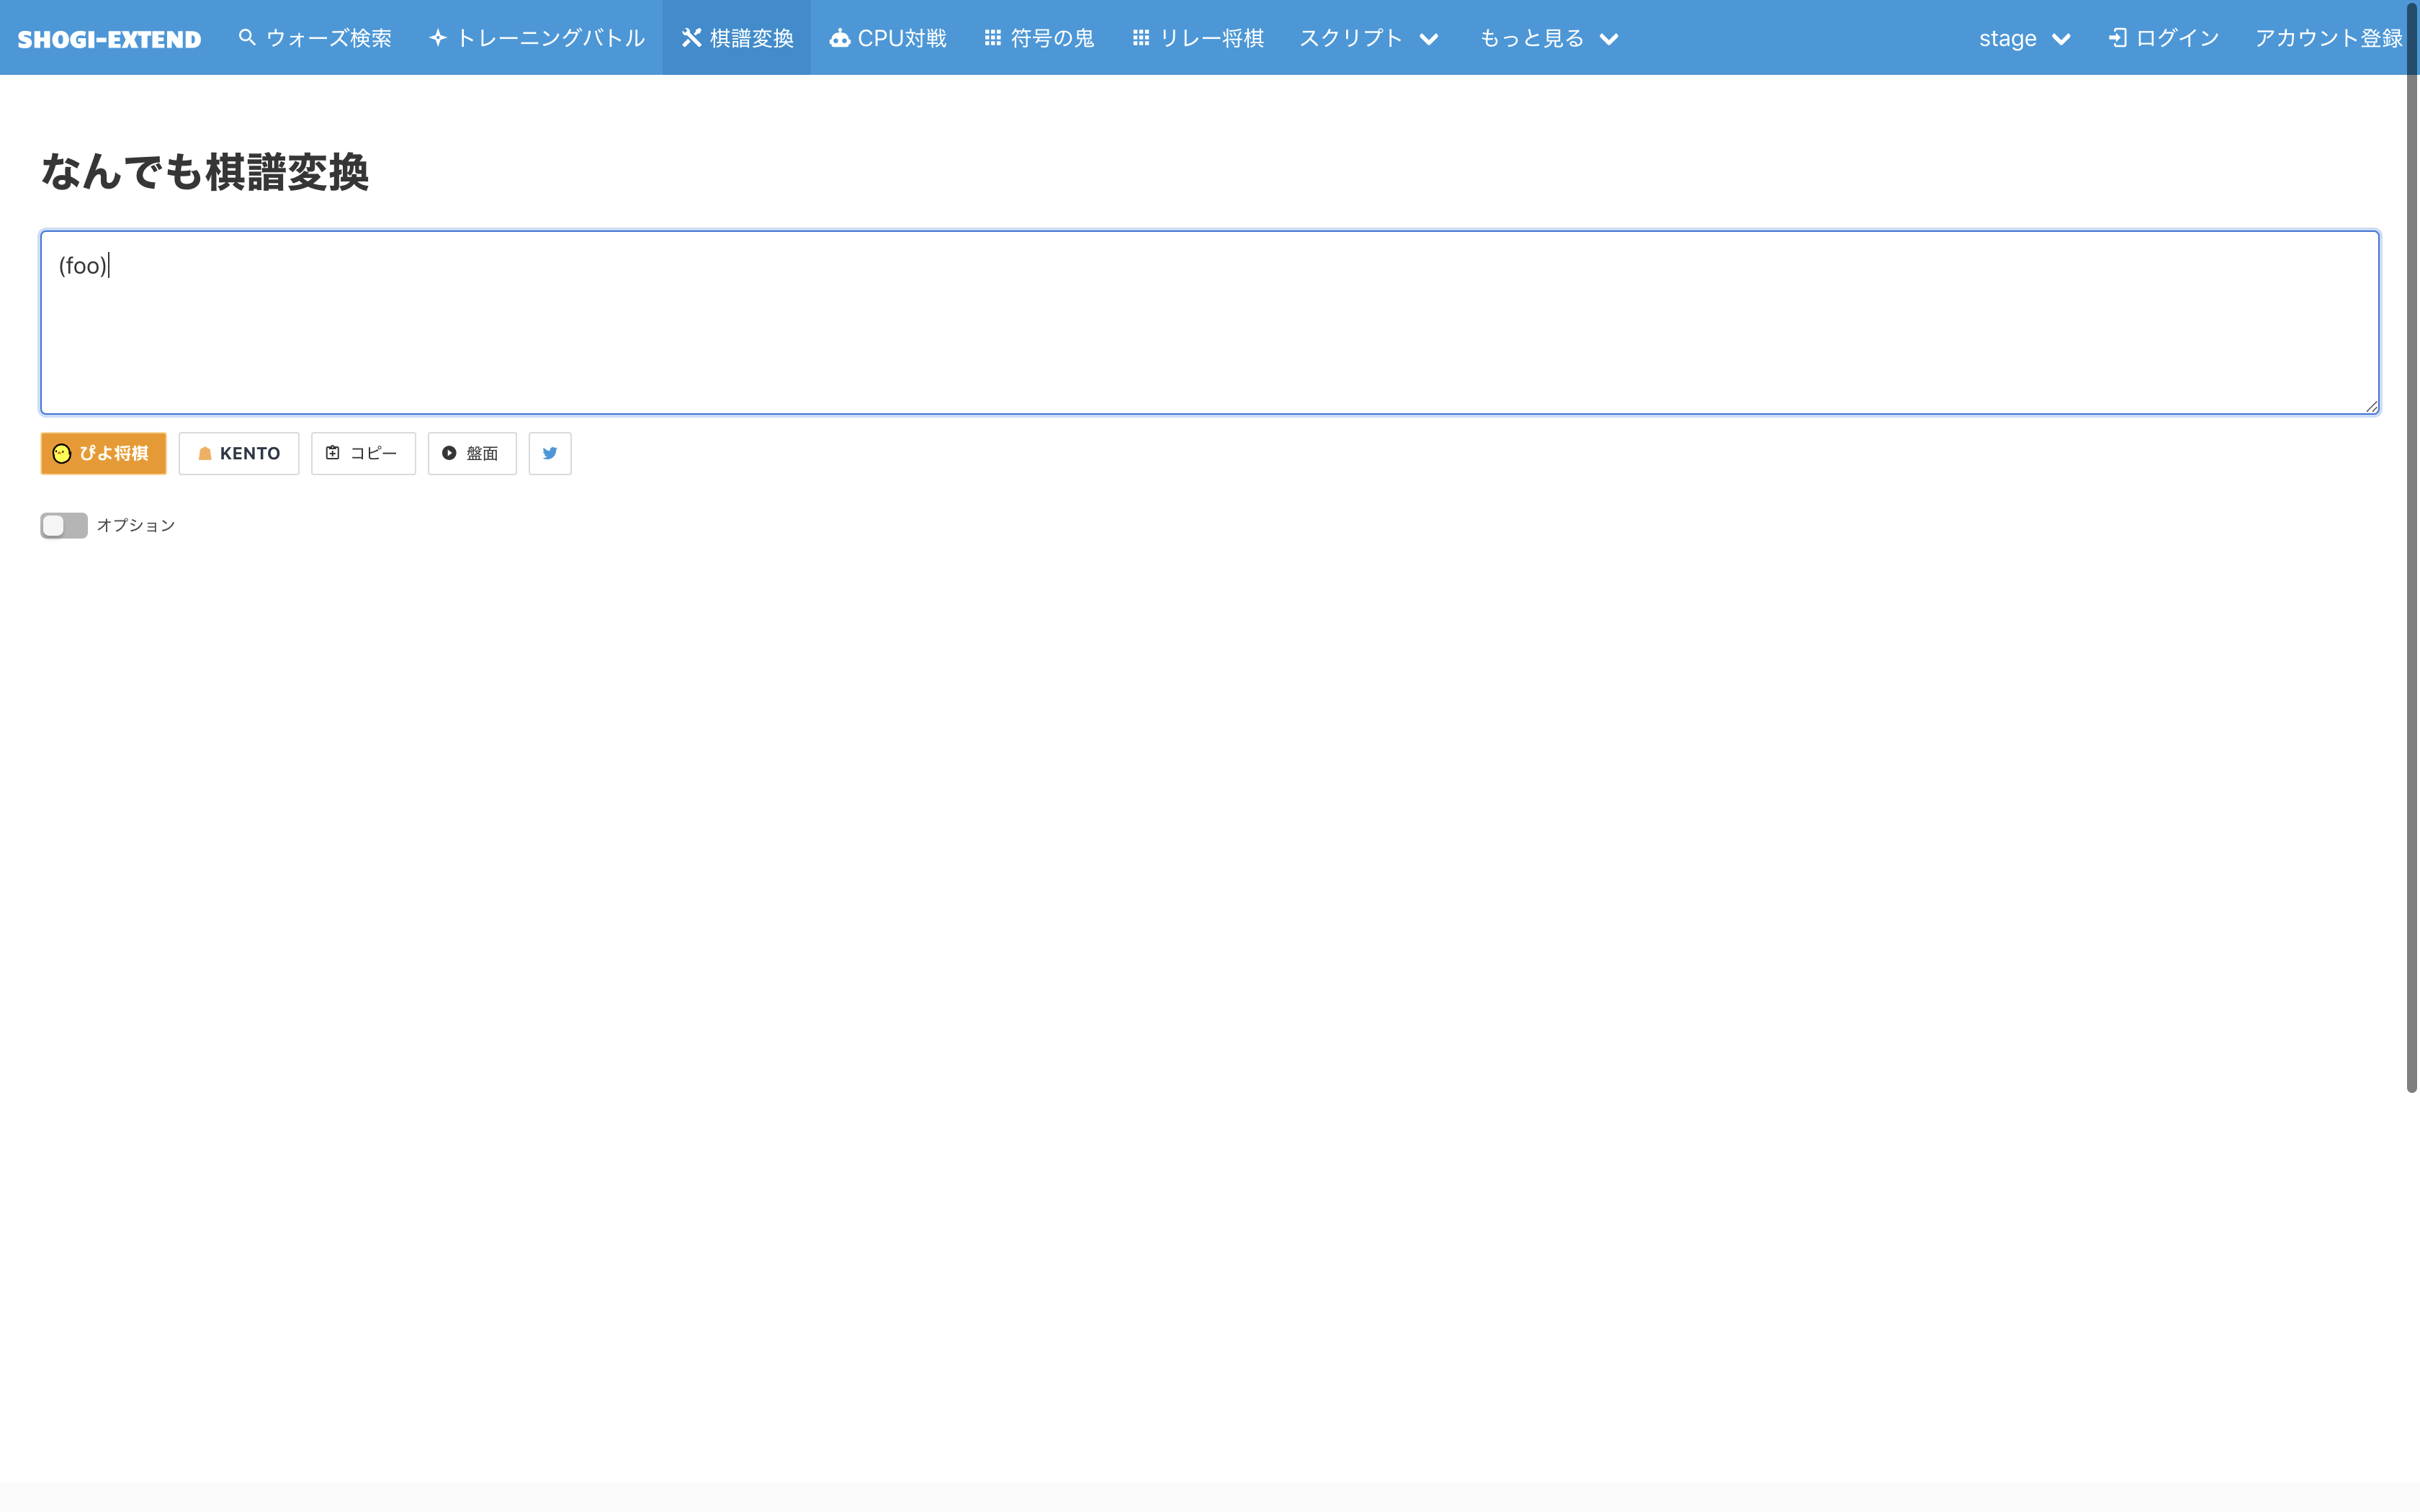 SHOGI-EXTEND ウォーズ検索 トレーニングバトル 棋譜変換 CPU対戦 符号の鬼 リレー将棋 スクリプト もっと見る stage ログイン アカウント登録
なんでも棋譜変換
(foo)
ぴよ将棋 KENTO コピー 盤面
オプション